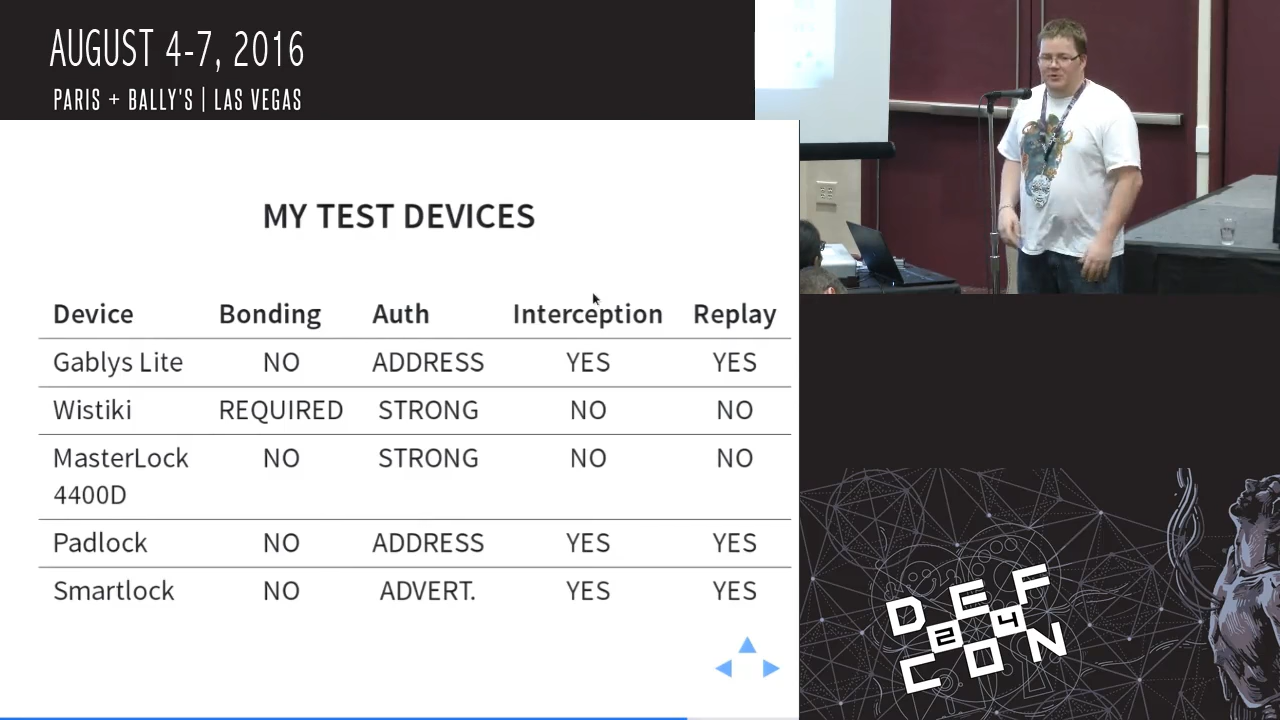 AUGUST 4-7, 2016
PARIS + BALLY'S | LAS VEGAS
MY TEST DEVICES
Device Bonding Auth Interception Replay
Gablys Lite NO ADDRESS YES YES
Wistiki REQUIRED STRONG NO NO
MasterLock NO STRONG NO NO
4400D
Padlock NO ADDRESS YES YES
Smartlock NO ADVERT. YES YES
DEF
24
CON